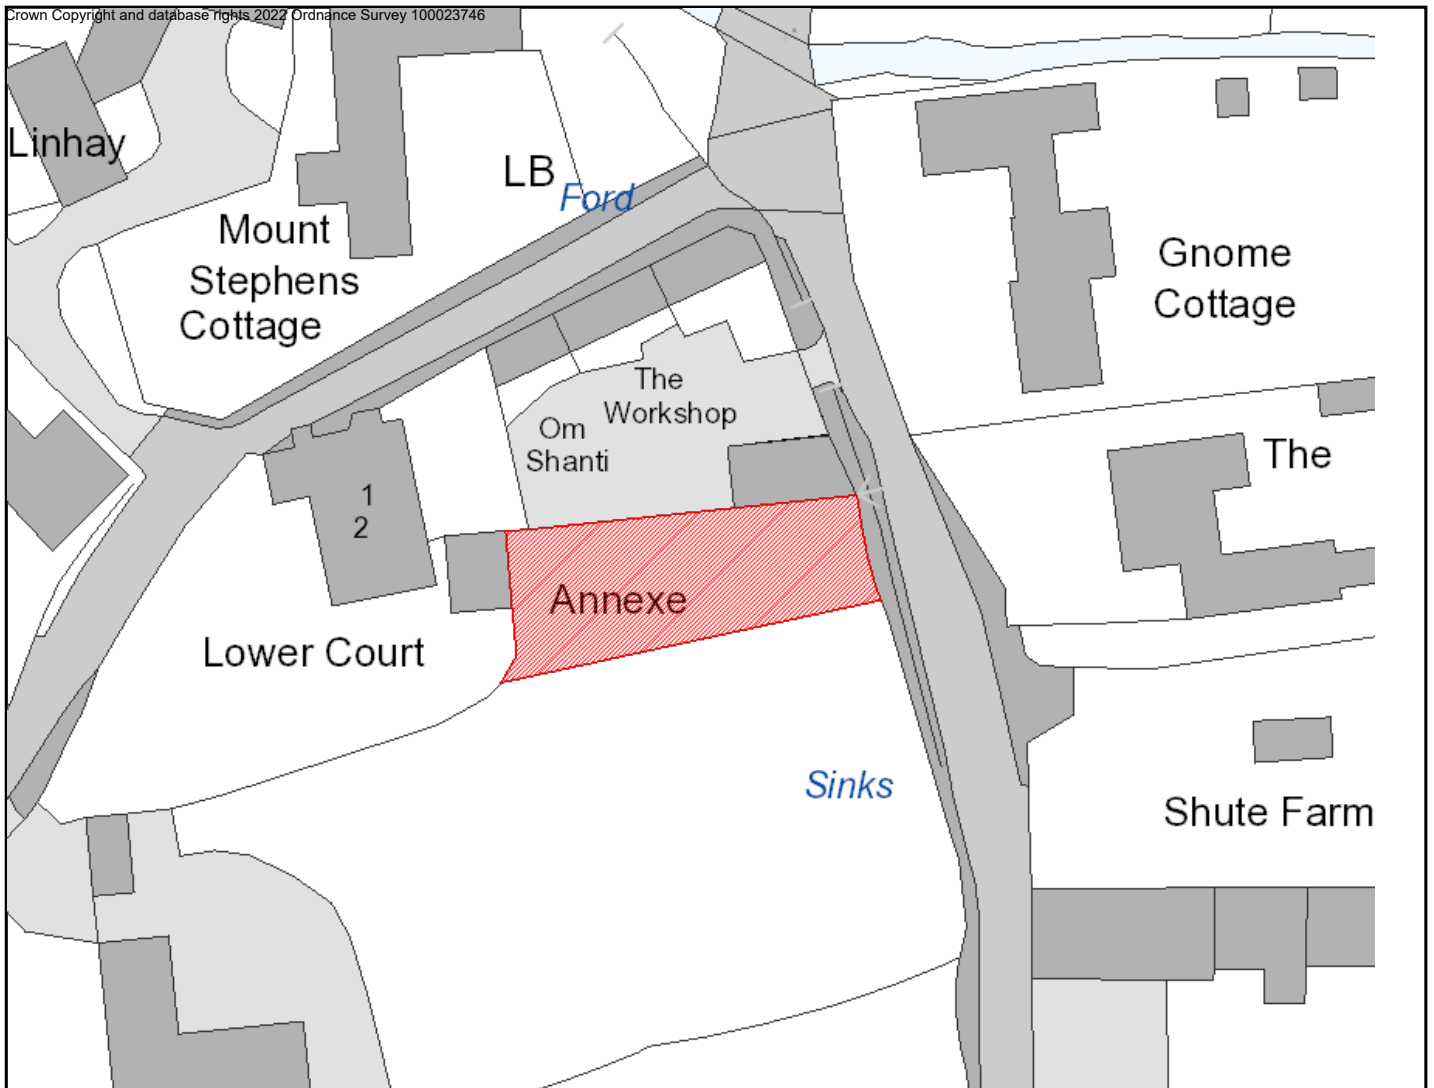 Crown Copyright and database rights 2022 Ordnance Survey 100023746
Linhay
LB
Ford
Mount
Stephens
Cottage
Gnome
Cottage
The
Workshop
Om
Shanti
The
1
2
Annexe
Lower Court
Sinks
Shute Farm